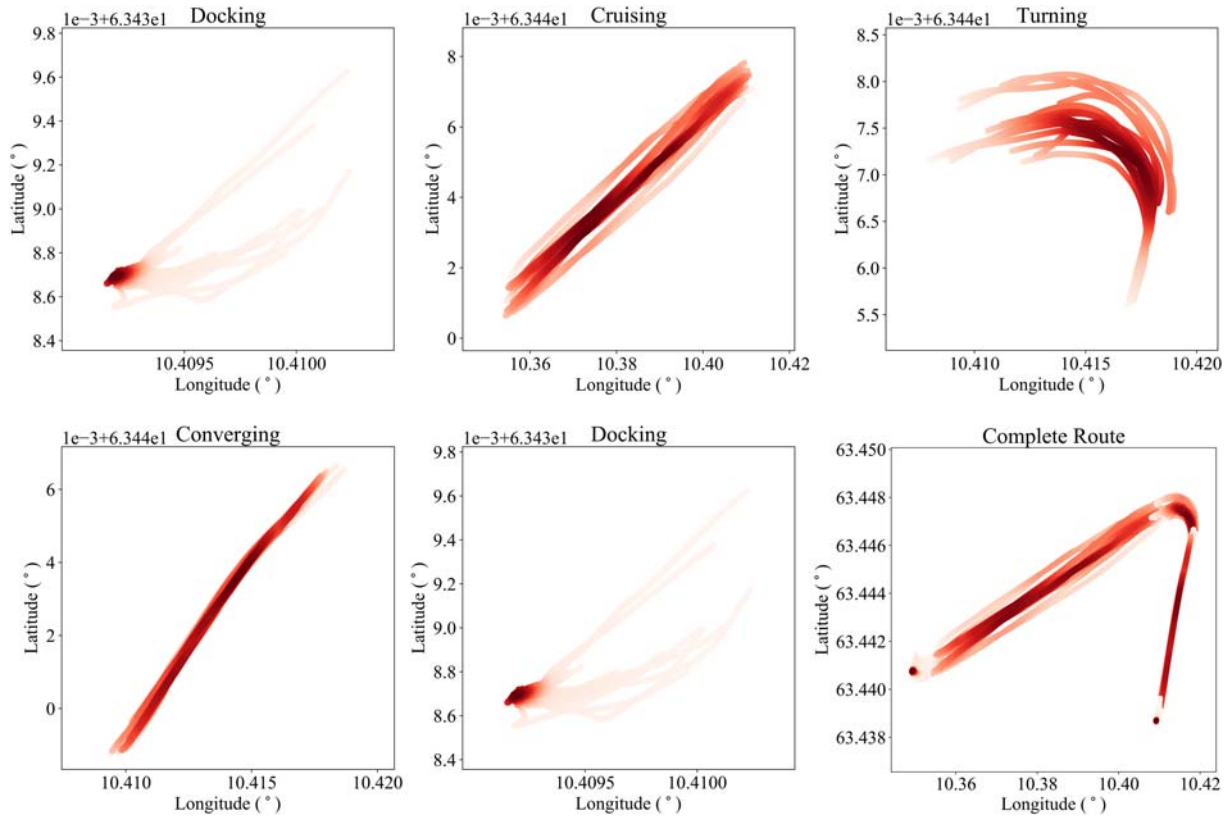 Docking
1e-3+6.343e1
9.8
9.6
9.4
9.2
9.0
8.8
8.6
8.4
Latitude (°)
10.4095
10.4100
Longitude (°)
Cruising
1e-3+6.344e1
8
6
4
2
0
Latitude (°)
10.36
10.38
10.40
10.42
Longitude (°)
Turning
1e-3+6.344e1
8.5
8.0
7.5
7.0
6.5
6.0
5.5
Latitude (°)
10.410
10.415
10.420
Longitude (°)
Converging
1e-3+6.344e1
6
4
2
0
Latitude (°)
10.410
10.415
10.420
Longitude (°)
Docking
1e-3+6.343e1
9.8
9.6
9.4
9.2
9.0
8.8
8.6
8.4
Latitude (°)
10.4095
10.4100
Longitude (°)
Complete Route
63.450
63.448
63.446
63.444
63.442
63.440
63.438
Latitude (°)
10.36
10.38
10.40
10.42
Longitude (°)